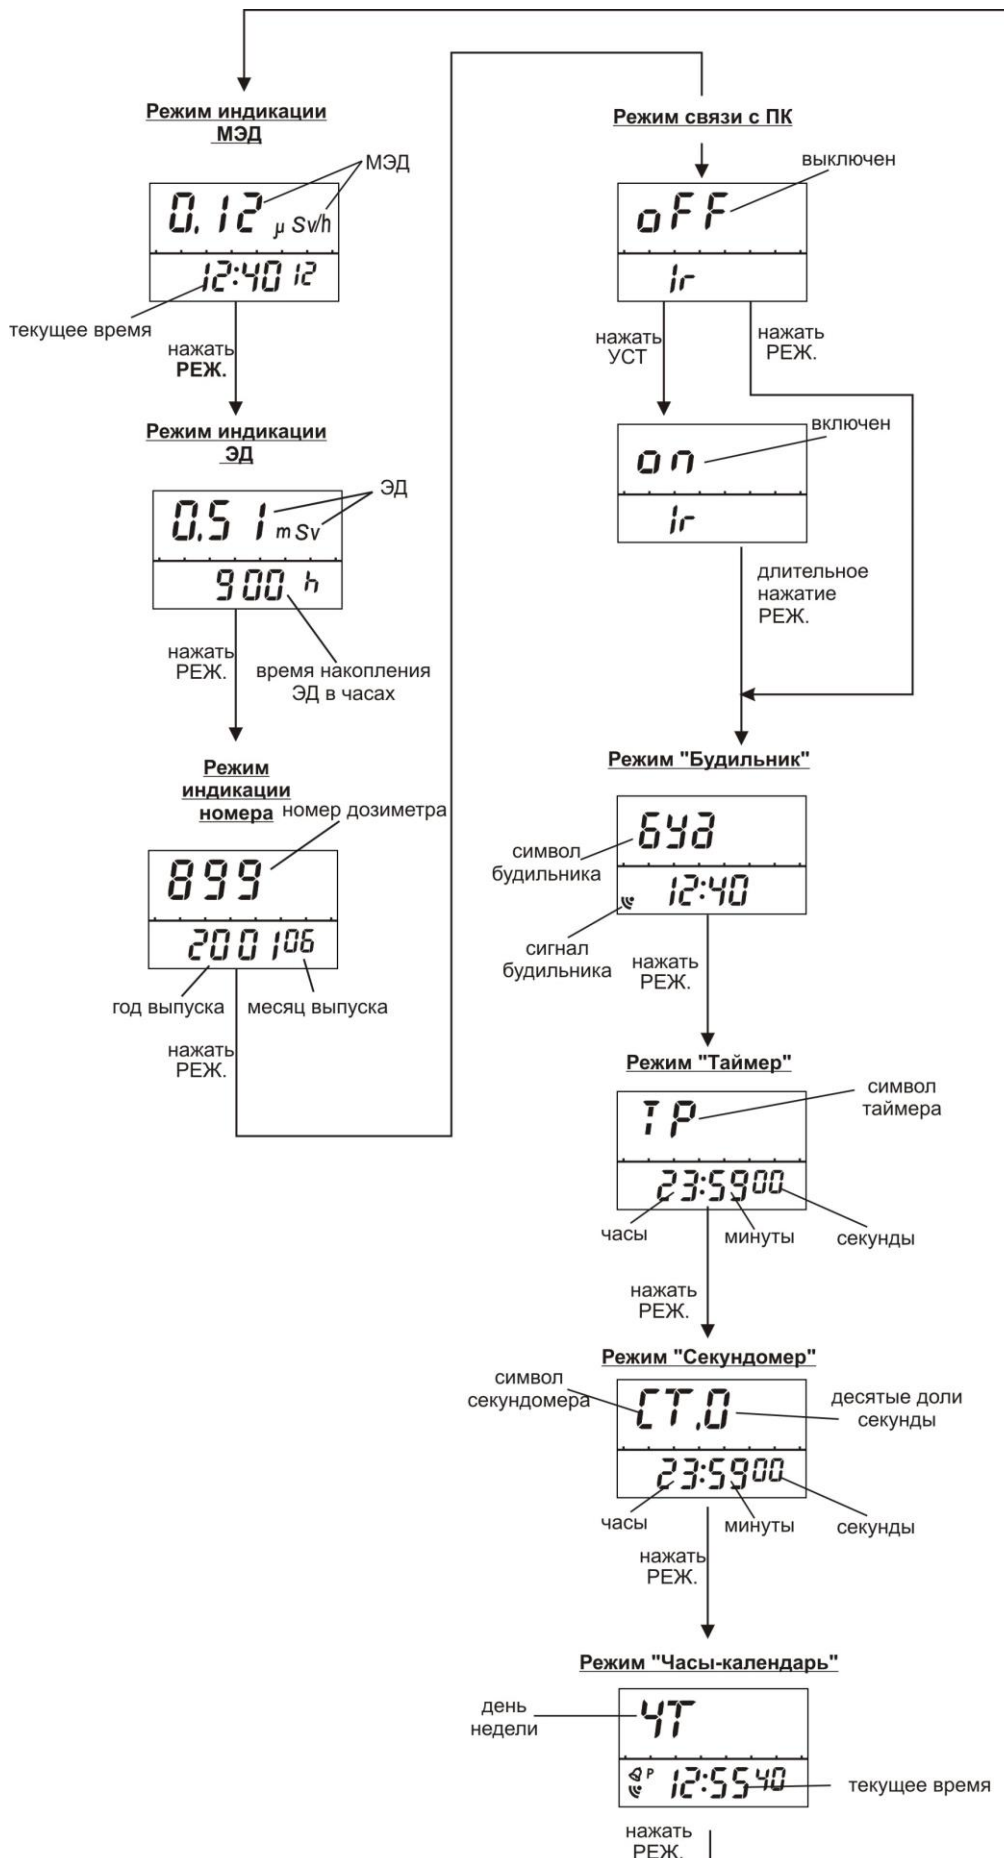 Режим индикации
МЭД
МЭД
0.12 µ Sv/h
12:40 12
текущее время
нажать
РЕЖ.
Режим индикации
ЭД
ЭД
0.51 m Sv
900 h
нажать
РЕЖ.
время накопления
ЭД в часах
Режим
индикации
номера
номер дозиметра
899
2001 06
год выпуска
месяц выпуска
нажать
РЕЖ.
Режим связи с ПК
выключен
oFF
Ir
нажать
УСТ
нажать
РЕЖ.
включен
on
Ir
длительное
нажатие
РЕЖ.
Режим "Будильник"
буд
символ
будильника
12:40
сигнал
будильника
нажать
РЕЖ.
Режим "Таймер"
символ
таймера
ТР
23:59 00
часы
минуты
секунды
нажать
РЕЖ.
Режим "Секундомер"
символ
секундомера
СТ.0
десятые доли
секунды
23:59 00
часы
минуты
секунды
нажать
РЕЖ.
Режим "Часы-календарь"
день
недели
ЧТ
P 12:55 40
текущее время
нажать
РЕЖ.